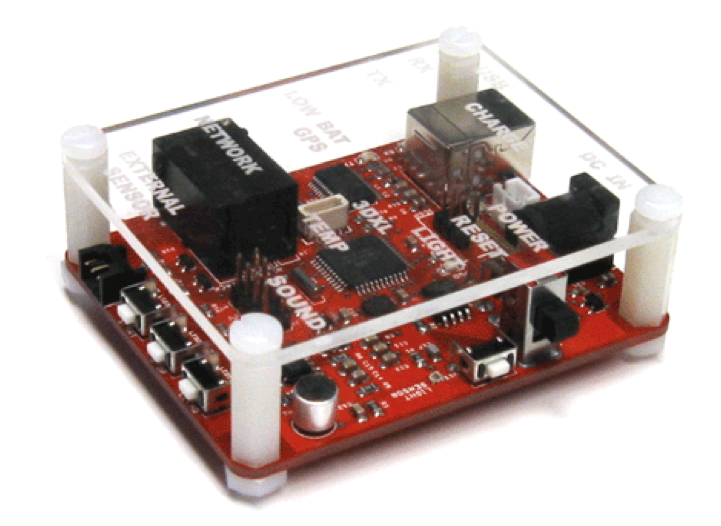 USB
RX
TX
LOW BAT
GPS
CHARGE
NETWORK
EXTERNAL
SENSOR
DC IN
3DXL
POWER
RESET
TEMP
LIGHT
SOUND
LIGHT
SENSOR